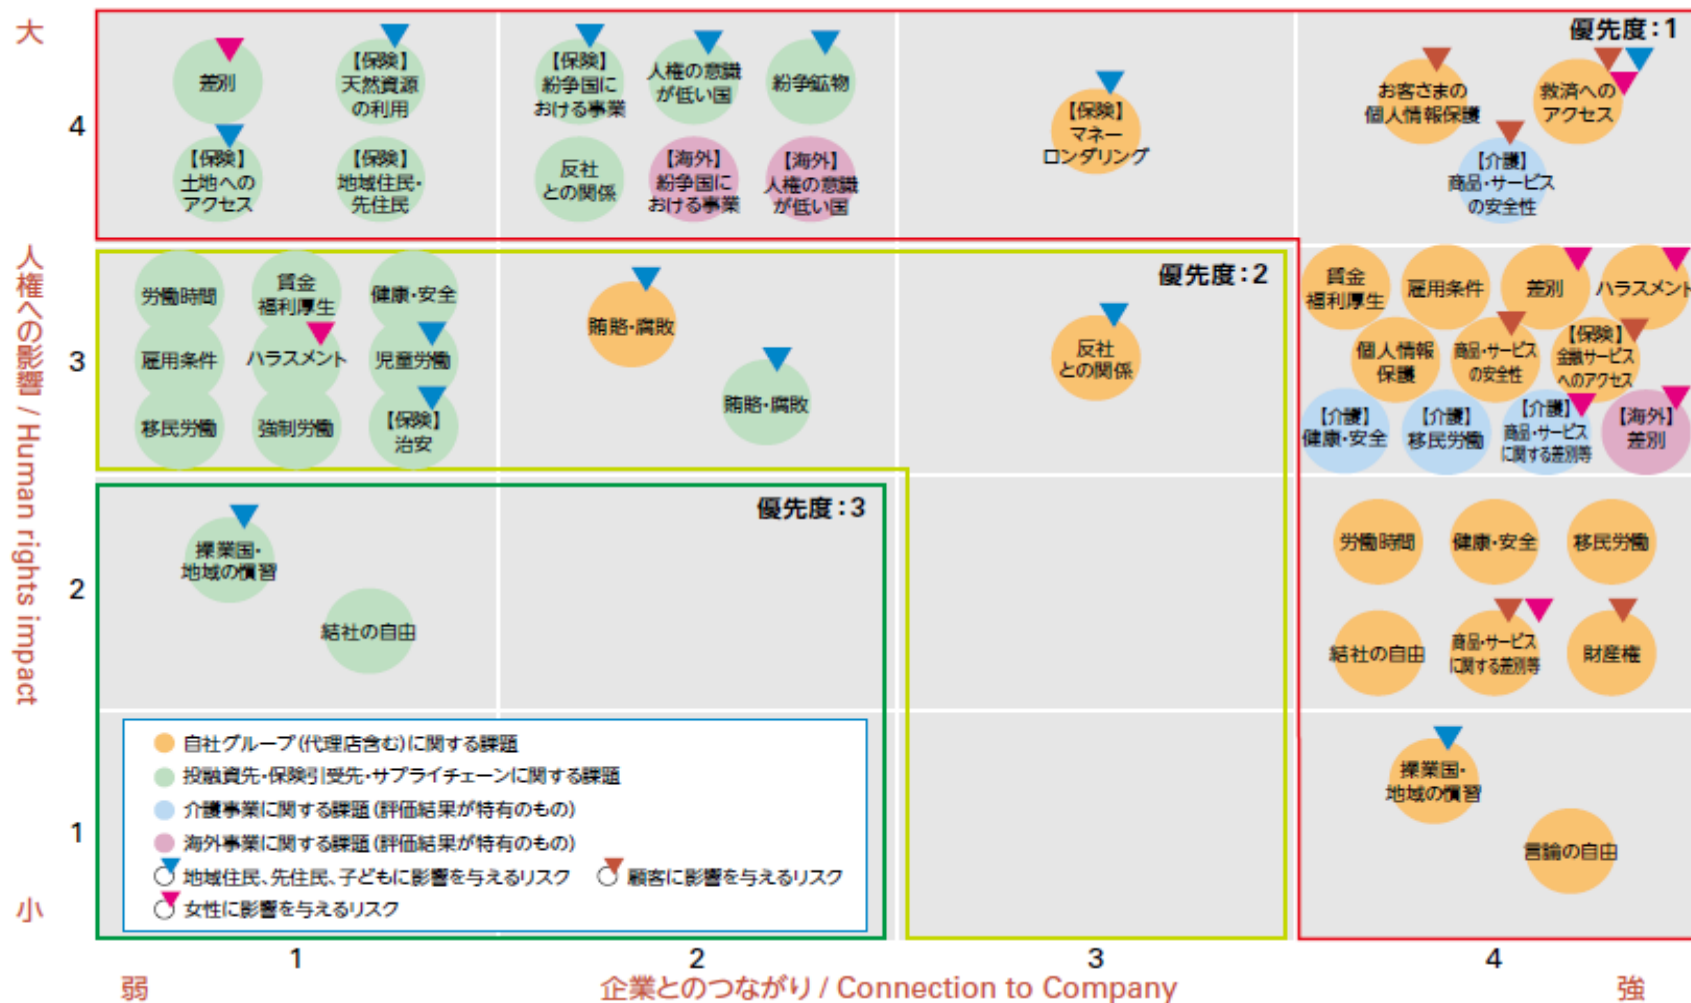 大
4
人権への影響 / Human rights impact
3
2
1
小
優先度：1
差別
【保険】
天然資源
の利用
【保険】
土地への
アクセス
【保険】
地域住民・
先住民
【保険】
紛争国に
おける事業
人権の意識
が低い国
紛争鉱物
反社
との関係
【海外】
紛争国に
おける事業
【海外】
人権の意識
が低い国
【保険】
マネー
ロンダリング
お客さまの
個人情報保護
救済への
アクセス
【介護】
商品・サービス
の安全性
優先度：2
労働時間
賃金
福利厚生
健康・安全
雇用条件
ハラスメント
児童労働
移民労働
強制労働
【保険】
治安
賄賂・腐敗
賄賂・腐敗
反社
との関係
賃金
福利厚生
雇用条件
差別
ハラスメント
個人情報
保護
商品・サービス
の安全性
【保険】
金融サービス
へのアクセス
【介護】
健康・安全
【介護】
移民労働
【介護】
商品・サービス
に関する差別等
【海外】
差別
優先度：3
操業国・
地域の慣習
結社の自由
労働時間
健康・安全
移民労働
結社の自由
商品・サービス
に関する差別等
財産権
操業国・
地域の慣習
言論の自由
自社グループ（代理店含む）に関する課題
投融資先・保険引受先・サプライチェーンに関する課題
介護事業に関する課題（評価結果が特有のもの）
海外事業に関する課題（評価結果が特有のもの）
地域住民、先住民、子どもに影響を与えるリスク
顧客に影響を与えるリスク
女性に影響を与えるリスク
1
2
3
4
弱
企業とのつながり / Connection to Company
強